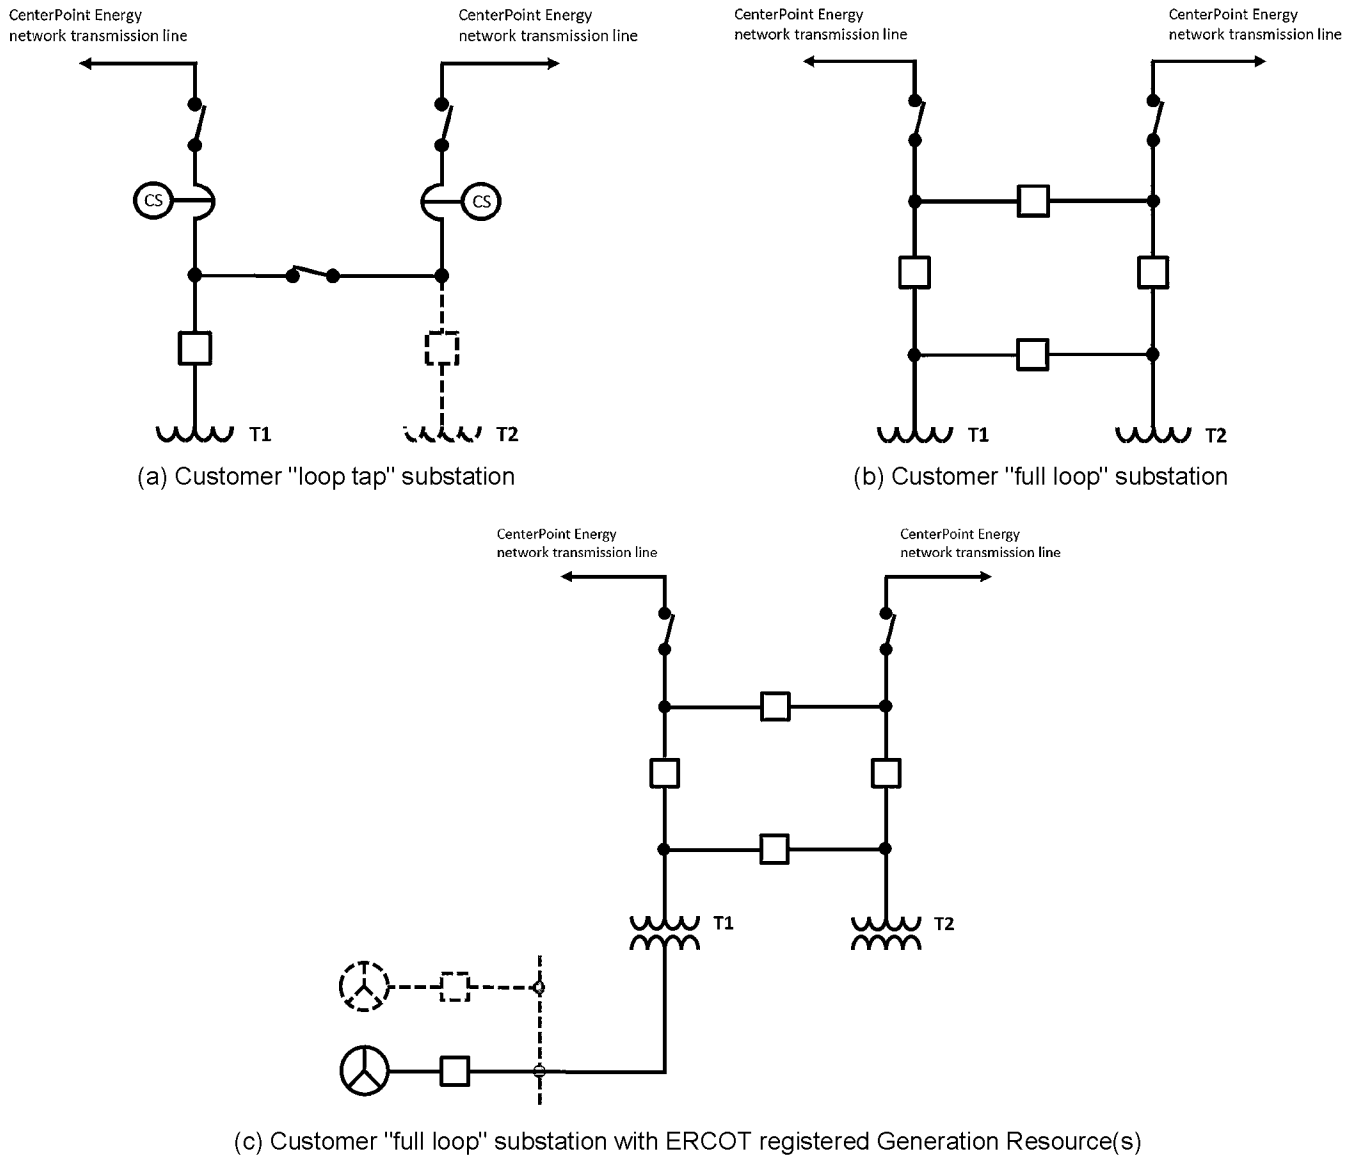 CenterPoint Energy
network transmission line
CenterPoint Energy
network transmission line
CS
CS
T1
T2
(a) Customer "loop tap" substation
CenterPoint Energy
network transmission line
CenterPoint Energy
network transmission line
T1
T2
(b) Customer "full loop" substation
CenterPoint Energy
network transmission line
CenterPoint Energy
network transmission line
T1
T2
(c) Customer "full loop" substation with ERCOT registered Generation Resource(s)